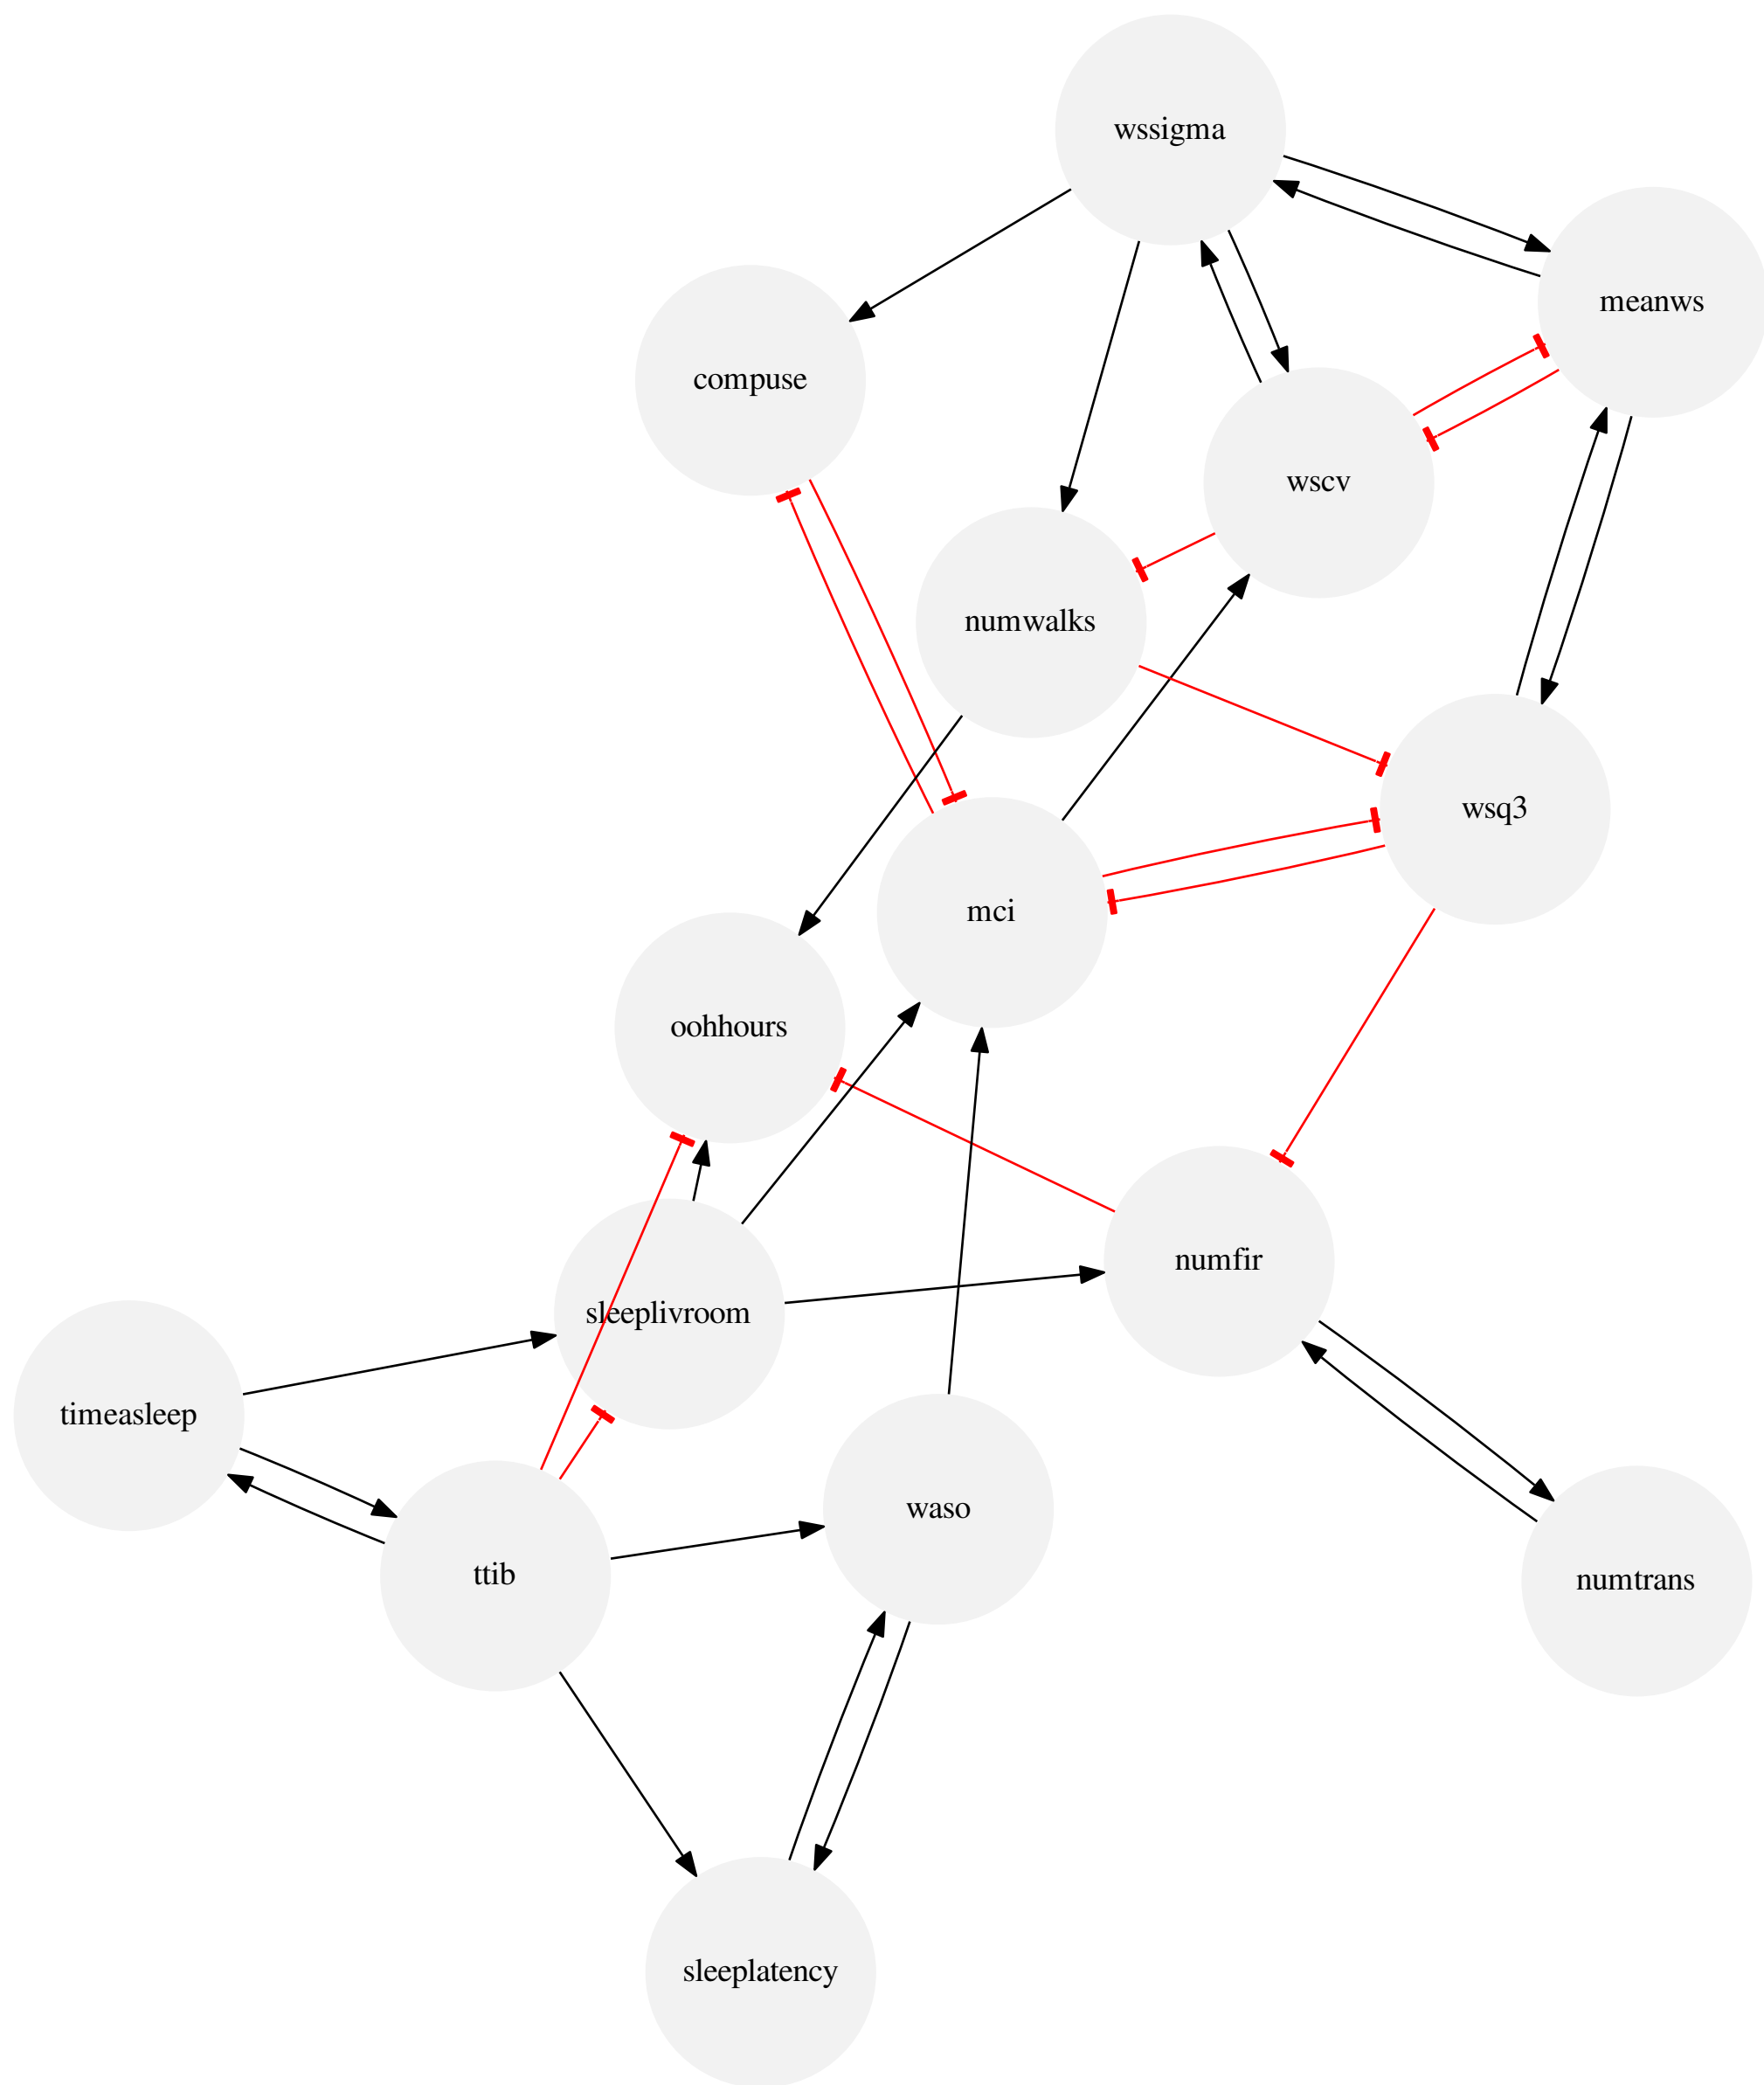 wssigma
meanws
compuse
wscv
numwalks
wsq3
mci
oohhours
numfir
sleeplivroom
timeasleep
waso
ttib
numtrans
sleeplatency